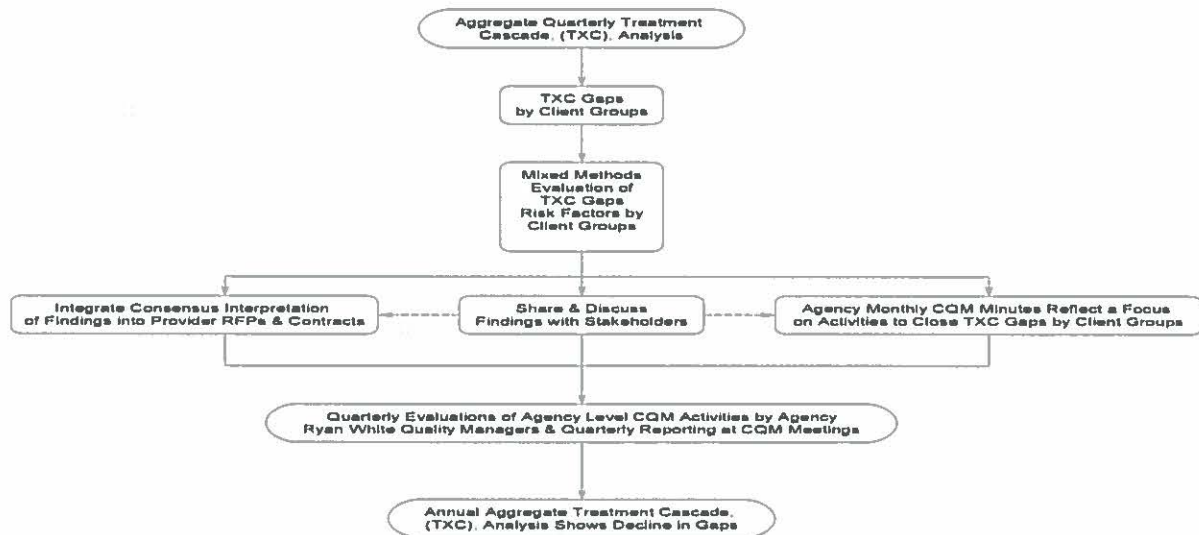 Aggregate Quarterly Treatment
Cascade, (TXC), Analysis
TXC Gaps
by Client Groups
Mixed Methods
Evaluation of
TXC Gaps
Risk Factors by
Client Groups
Integrate Consensus Interpretation
of Findings into Provider RFPs & Contracts
Share & Discuss
Findings with Stakeholders
Agency Monthly CQM Minutes Reflect a Focus
on Activities to Close TXC Gaps by Client Groups
Quarterly Evaluations of Agency Level CQM Activities by Agency
Ryan White Quality Managers & Quarterly Reporting at CQM Meetings
Annual Aggregate Treatment Cascade,
(TXC), Analysis Shows Decline in Gaps